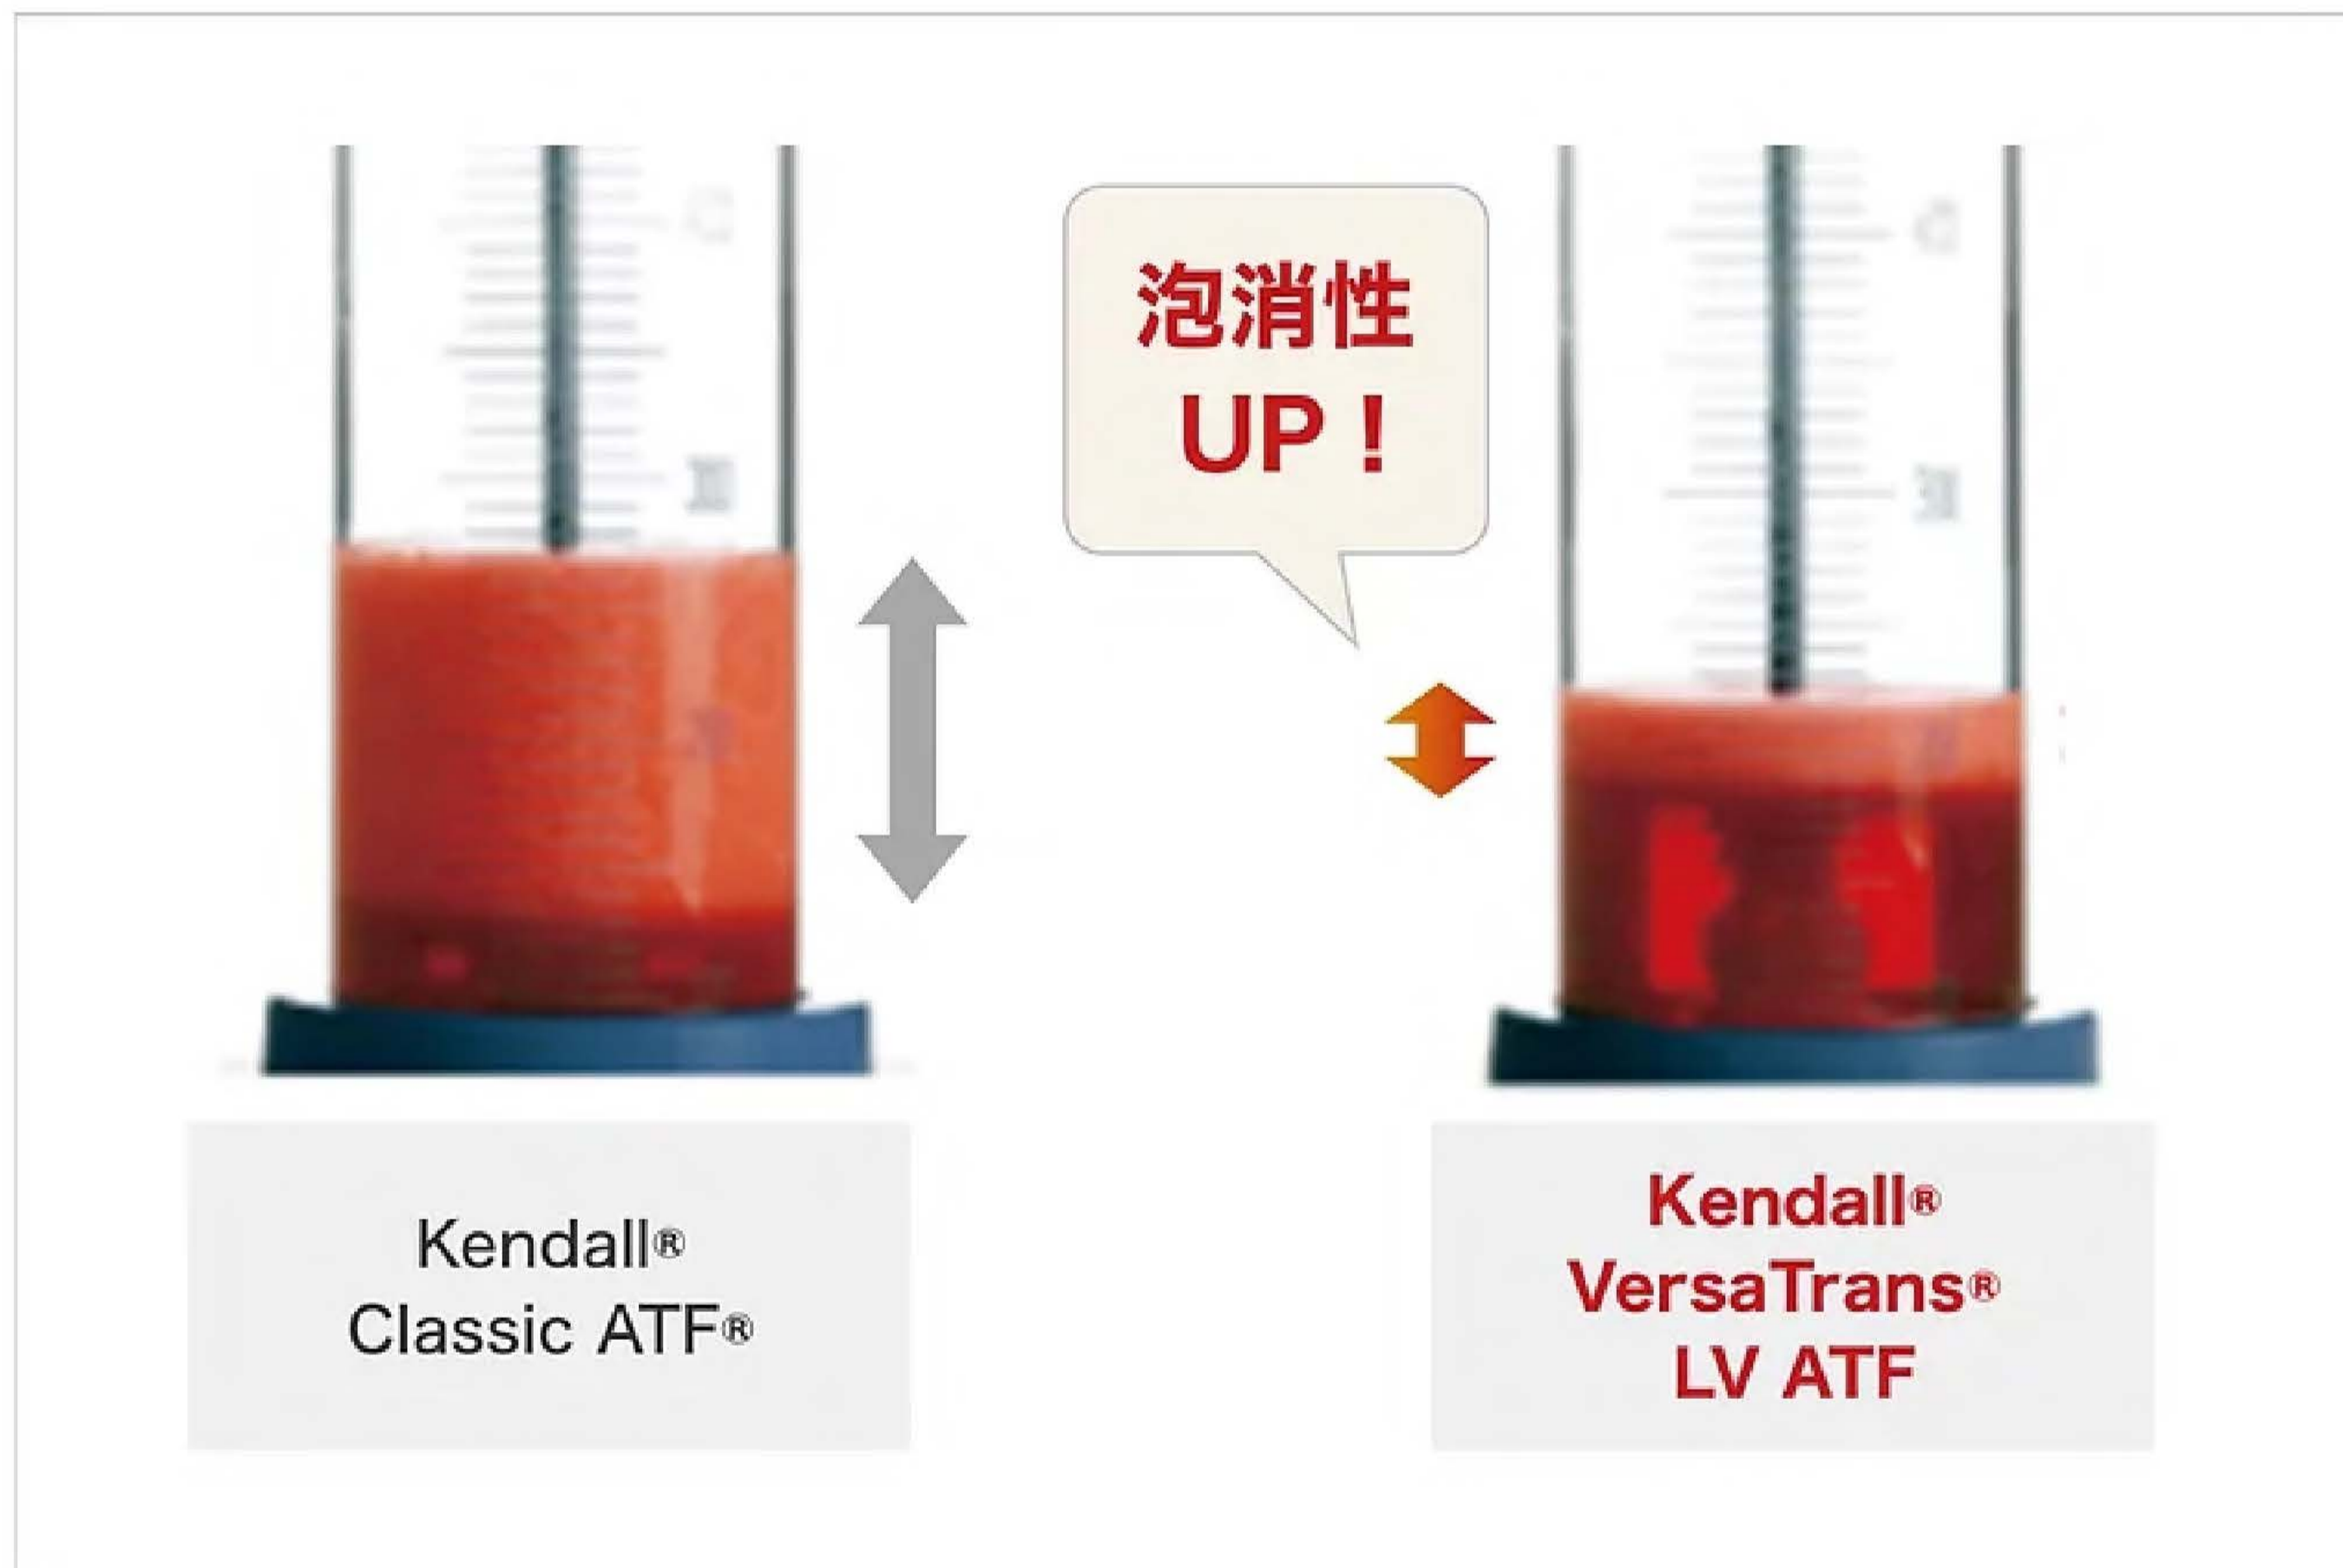 泡消性
UP！
Kendall®
Classic ATF®
Kendall®
VersaTrans®
LV ATF